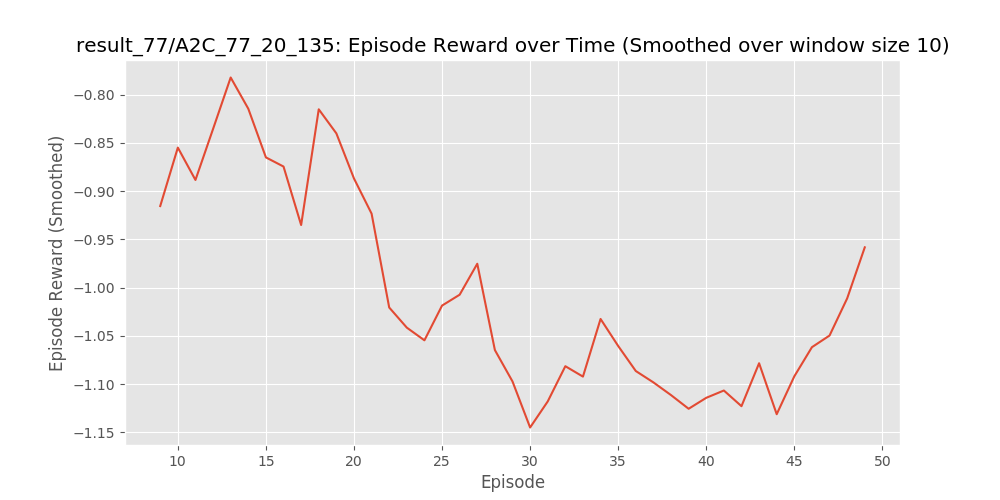 result_77/A2C_77_20_135: Episode Reward over Time (Smoothed over window size 10)
Episode Reward (Smoothed)
−0.80
−0.85
−0.90
−0.95
−1.00
−1.05
−1.10
−1.15
10 15 20 25 30 35 40 45 50
Episode